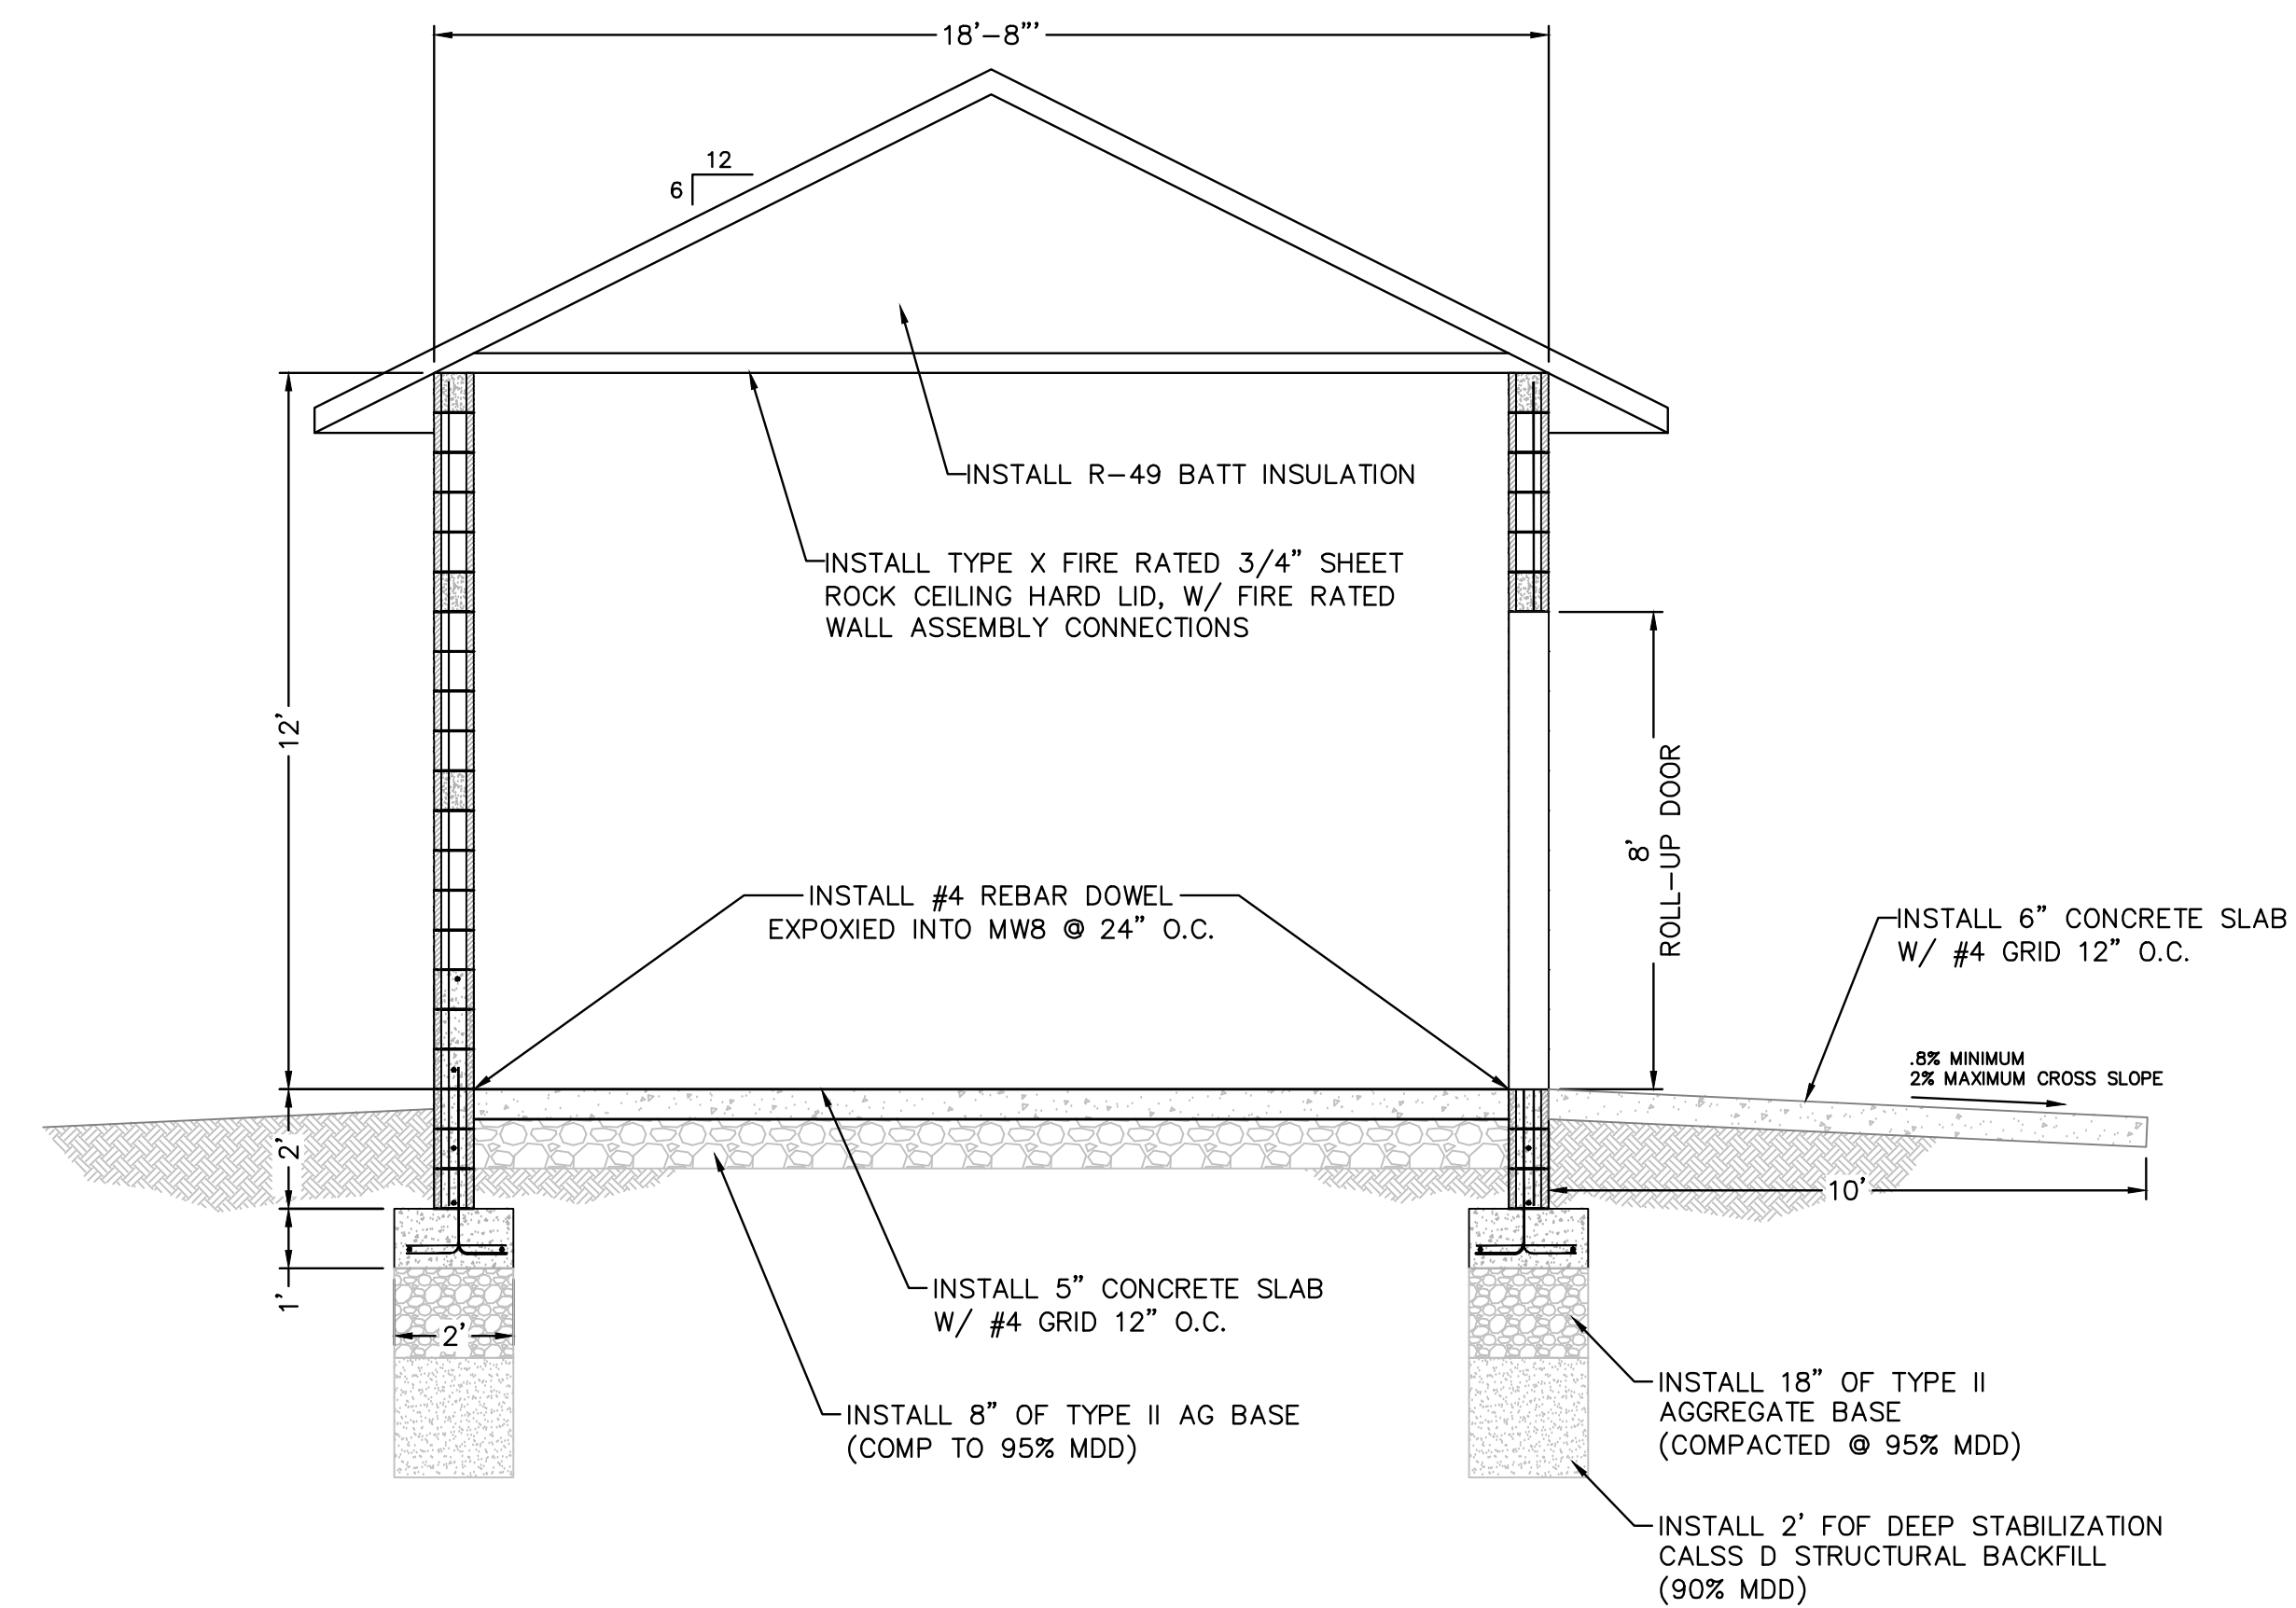 18'-8"'
12
6
INSTALL R-49 BATT INSULATION
INSTALL TYPE X FIRE RATED 3/4" SHEET
ROCK CEILING HARD LID, W/ FIRE RATED
WALL ASSEMBLY CONNECTIONS
12'
8'
ROLL-UP DOOR
INSTALL #4 REBAR DOWEL
EXPOXIED INTO MW8 @ 24" O.C.
INSTALL 6" CONCRETE SLAB
W/ #4 GRID 12" O.C.
.8% MINIMUM
2% MAXIMUM CROSS SLOPE
2'
10'
1'
2'
INSTALL 5" CONCRETE SLAB
W/ #4 GRID 12" O.C.
INSTALL 8" OF TYPE II AG BASE
(COMP TO 95% MDD)
INSTALL 18" OF TYPE II
AGGREGATE BASE
(COMPACTED @ 95% MDD)
INSTALL 2' FOF DEEP STABILIZATION
CALSS D STRUCTURAL BACKFILL
(90% MDD)